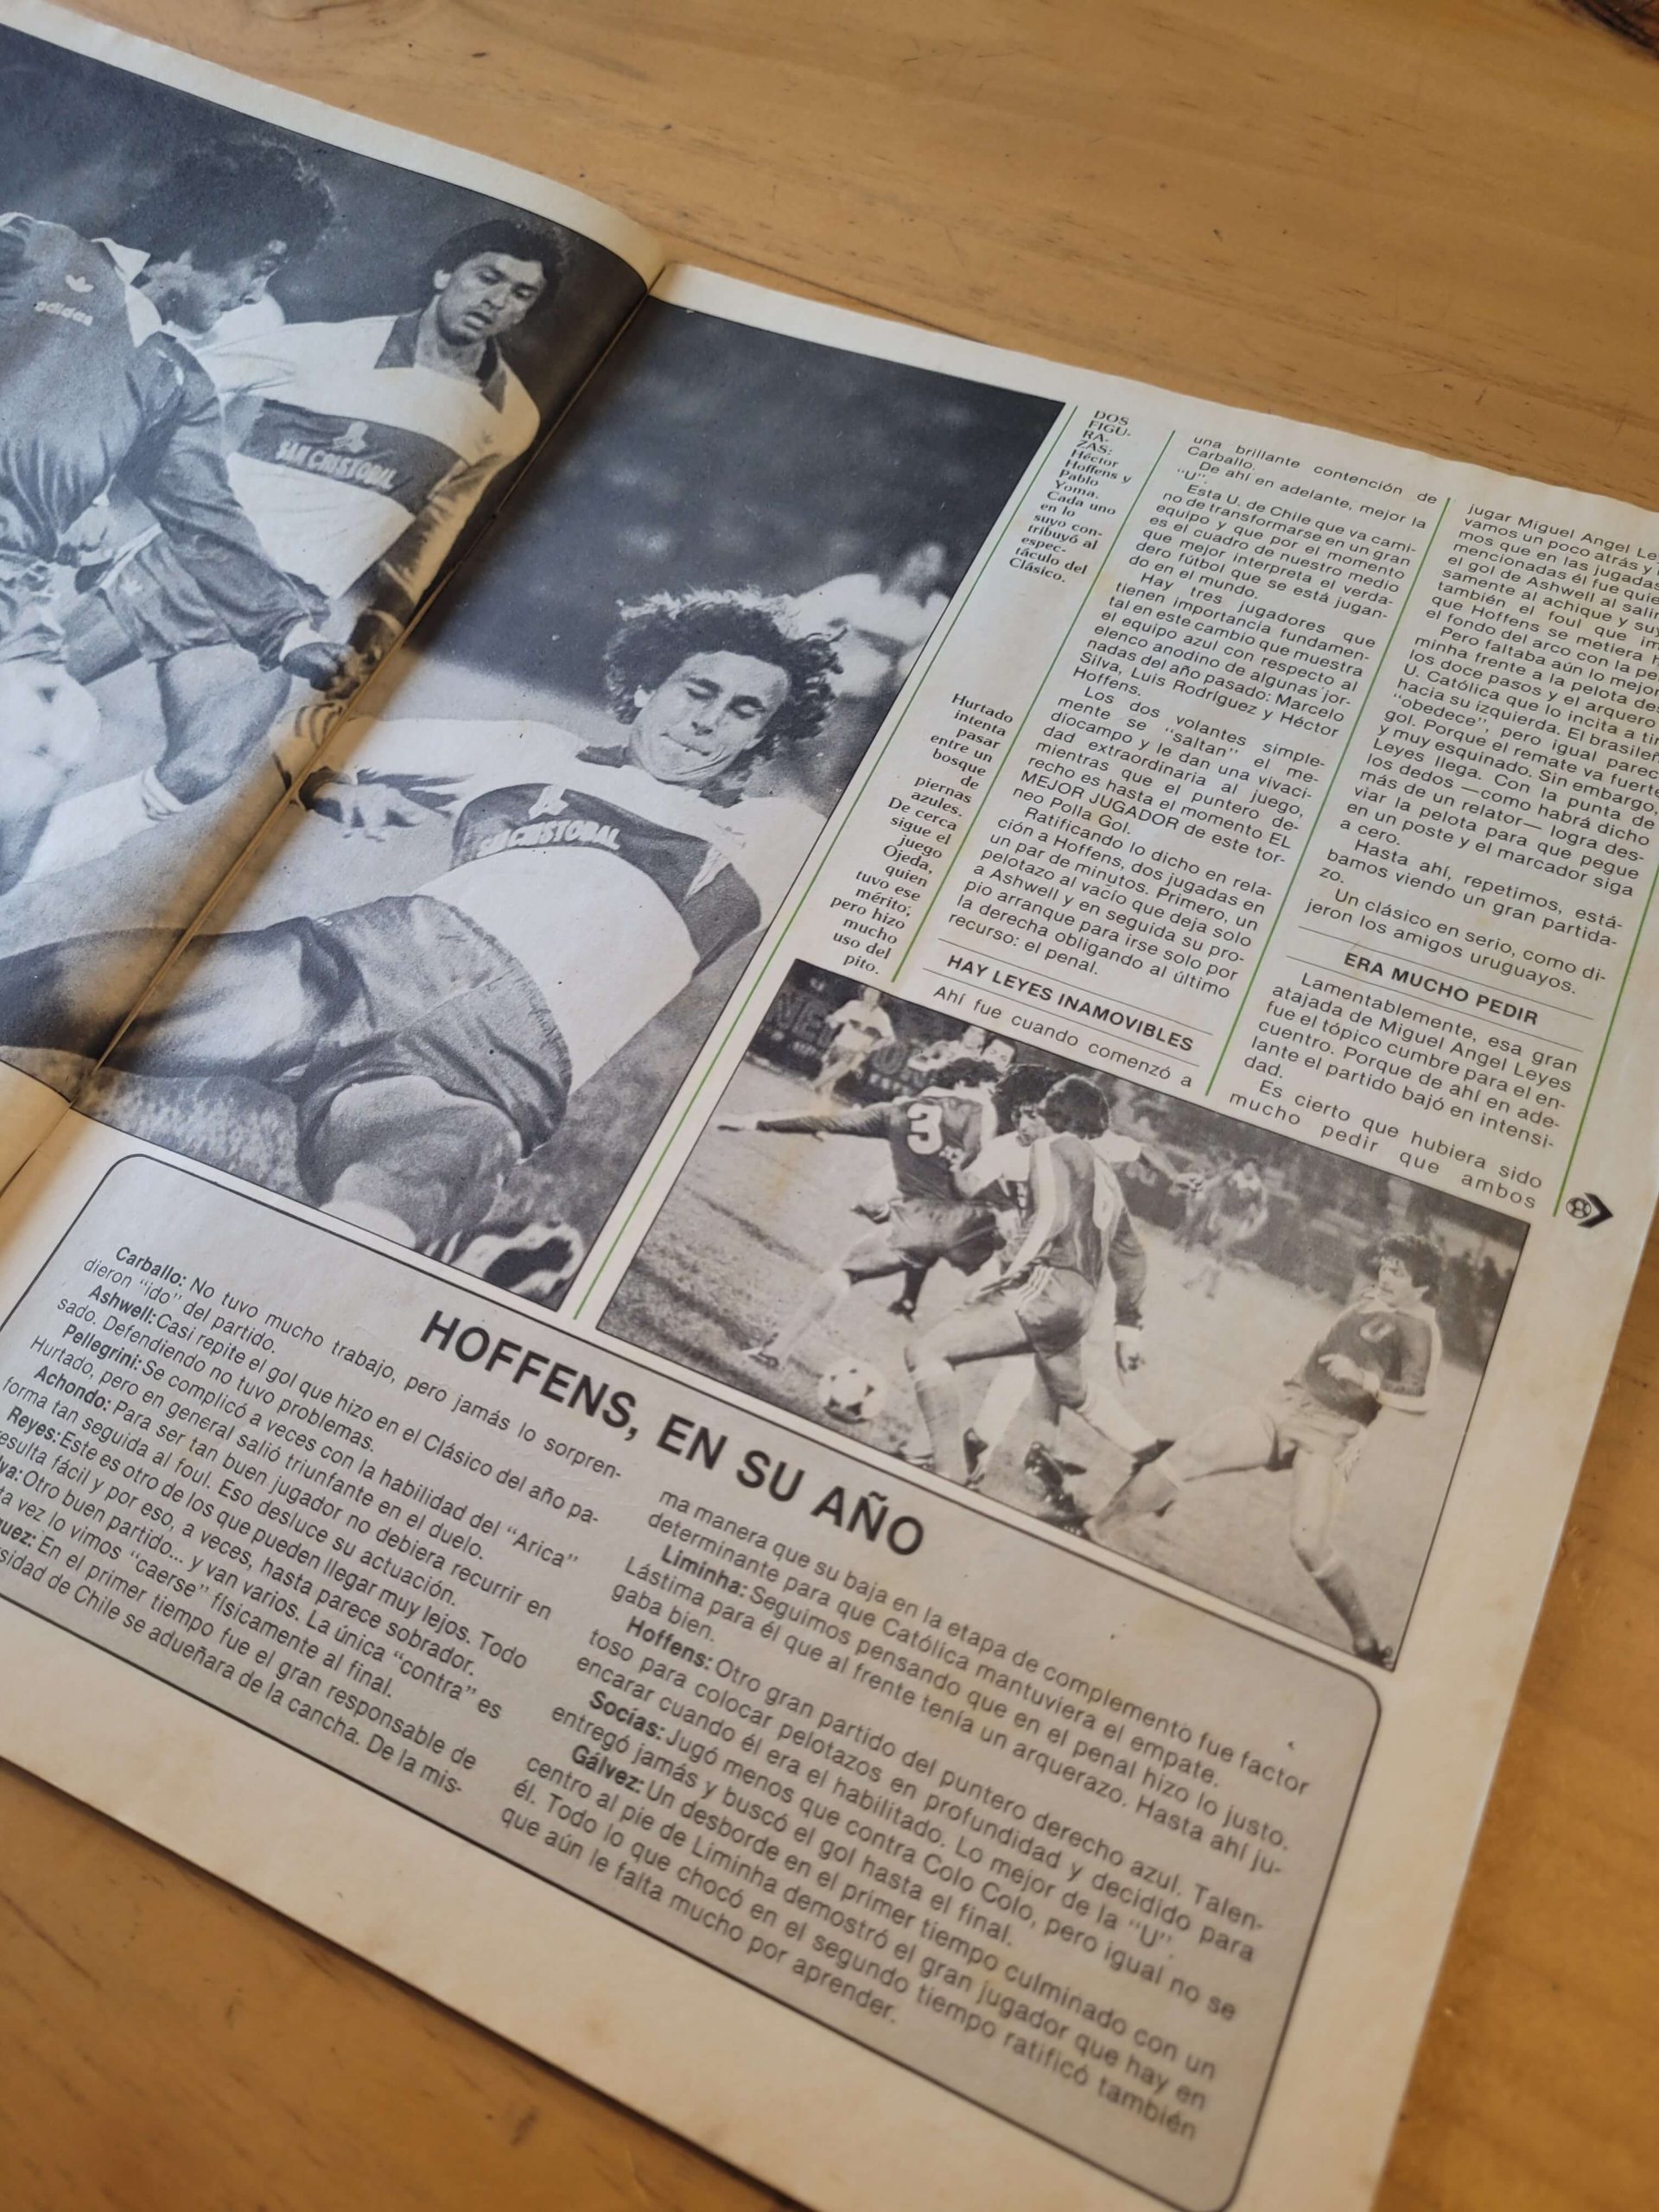 adidas
SAN CRISTOBAL
SAN CRISTOBAL
DOS
FIGU-
RA-
ZAS:
Héctor
Hoffens y
Pablo
Yoma.
Cada uno
en lo
suyo con-
tribuyó al
espec-
táculo del
Clásico.
Hurtado
intenta
pasar
entre un
bosque
de
piernas
azules.
De cerca
sigue el
juego
Ojeda,
quien
tuvo ese
mérito;
pero hizo
mucho
uso del
pito.
una brillante contención de
Carballo.
De ahí en adelante, mejor la
"U".
Esta U. de Chile que va cami-
no de transformarse en un gran
equipo y que por el momento
es el cuadro de nuestro medio
que mejor interpreta el verda-
dero fútbol que se está jugan-
do en el mundo.
Hay tres jugadores que
tienen importancia fundamen-
tal en este cambio que muestra
el equipo azul con respecto al
elenco anodino de algunas jor-
nadas del año pasado: Marcelo
Silva, Luis Rodríguez y Héctor
Hoffens.
Los dos volantes simple-
mente se "saltan" el me-
diocampo y le dan una vivaci-
dad extraordinaria al juego,
mientras que el puntero de-
recho es hasta el momento EL
MEJOR JUGADOR de este tor-
neo Polla Gol.
Ratificando lo dicho en rela-
ción a Hoffens, dos jugadas en
un par de minutos. Primero, un
pelotazo al vacío que deja solo
a Ashwell y en seguida su pro-
pio arranque para irse solo por
la derecha obligando al último
recurso: el penal.
HAY LEYES INAMOVIBLES
Ahí fue cuando comenzó a
jugar Miguel Angel
vamos un poco atrás y
mos que en las jugadas
mencionadas él fue
el gol de Ashwell al
samente al achique y
también el foul que
que Hoffens se metiera
el fondo del arco con la
Pero faltaba aún lo mejor
minha frente a la pelota
los doce pasos y el arquero
U. Católica que lo incita a
hacia su izquierda. El
"obedece", pero igual
gol. Porque el remate va
y muy esquinado. Sin embargo,
Leyes llega. Con la punta de
los dedos —como habrá dicho
más de un relator— logra des-
viar la pelota para que pegue
en un poste y el marcador siga
a cero.
Hasta ahí, repetimos, está-
bamos viendo un gran partida-
zo.
Un clásico en serio, como di-
jeron los amigos uruguayos.
ERA MUCHO PEDIR
Lamentablemente, esa gran
atajada de Miguel Angel Leyes
fue el tópico cumbre para el en-
cuentro. Porque de ahí en ade-
lante el partido bajó en intensi-
dad.
Es cierto que hubiera sido
mucho pedir que ambos
3
U
HOFFENS, EN SU AÑO
Carballo: No tuvo mucho trabajo, pero jamás lo sorpren-
dieron "ido" del partido.
Ashwell: Casi repite el gol que hizo en el Clásico del año pa-
sado. Defendiendo no tuvo problemas.
Pellegrini: Se complicó a veces con la habilidad del "Arica"
Hurtado, pero en general salió triunfante en el duelo.
Achondo: Para ser tan buen jugador no debiera recurrir en
forma tan seguida al foul. Eso desluce su actuación.
Reyes: Este es otro de los que pueden llegar muy lejos. Todo
resulta fácil y por eso, a veces, hasta parece sobrador.
Otro buen partido... y van varios. La única "contra" es
vez lo vimos "caerse" físicamente al final.
En el primer tiempo fue el gran responsable de
de Chile se adueñara de la cancha. De la mis-
ma manera que su baja en la etapa de complemento fue factor
determinante para que Católica mantuviera el empate.
Liminha: Seguimos pensando que en el penal hizo lo justo.
Lástima para él que al frente tenía un arquerazo. Hasta ahí ju-
gaba bien.
Hoffens: Otro gran partido del puntero derecho azul. Talen-
toso para colocar pelotazos en profundidad y decidido para
encarar cuando él era el habilitado. Lo mejor de la "U".
Socías: Jugó menos que contra Colo Colo, pero igual no se
entregó jamás y buscó el gol hasta el final.
Gálvez: Un desborde en el primer tiempo culminado con un
centro al pie de Liminha demostró el gran jugador que hay en
él. Todo lo que chocó en el segundo tiempo ratificó también
que aún le falta mucho por aprender.